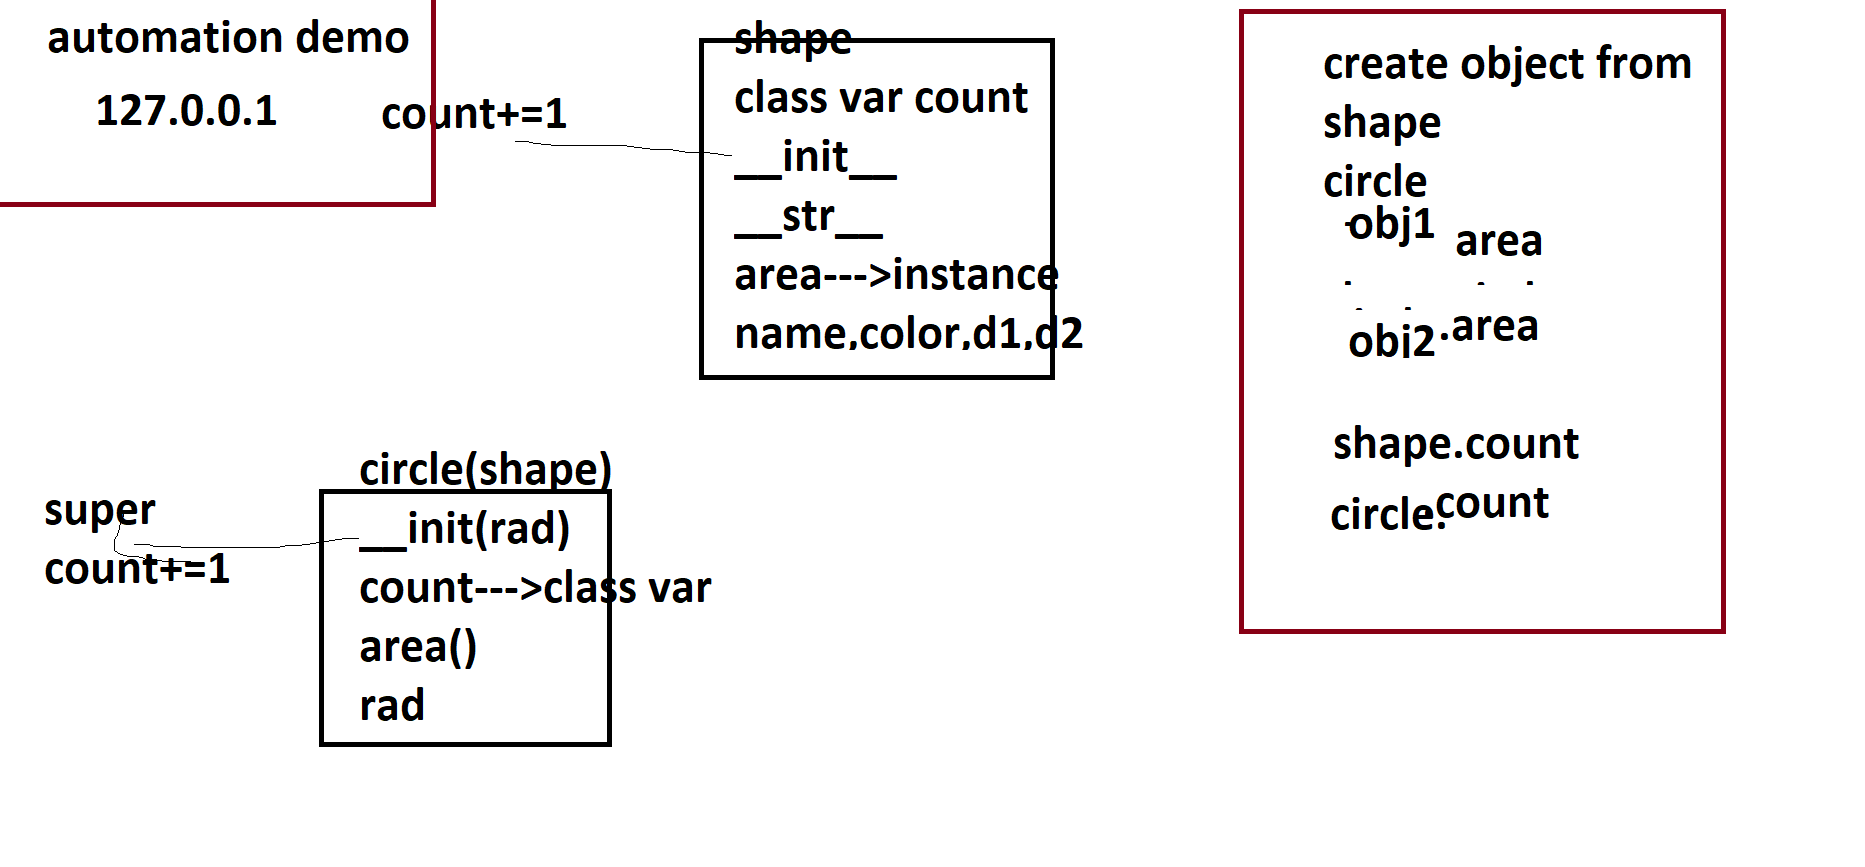 automation demo
127.0.0.1
count+=1
shape
class var count
__init__
__str__
area--->instance
name,color,d1,d2
create object from
shape
circle
obj1 area
obj2.area
shape.count
circle.count
super
count+=1
circle(shape)
__init(rad)
count--->class var
area()
rad